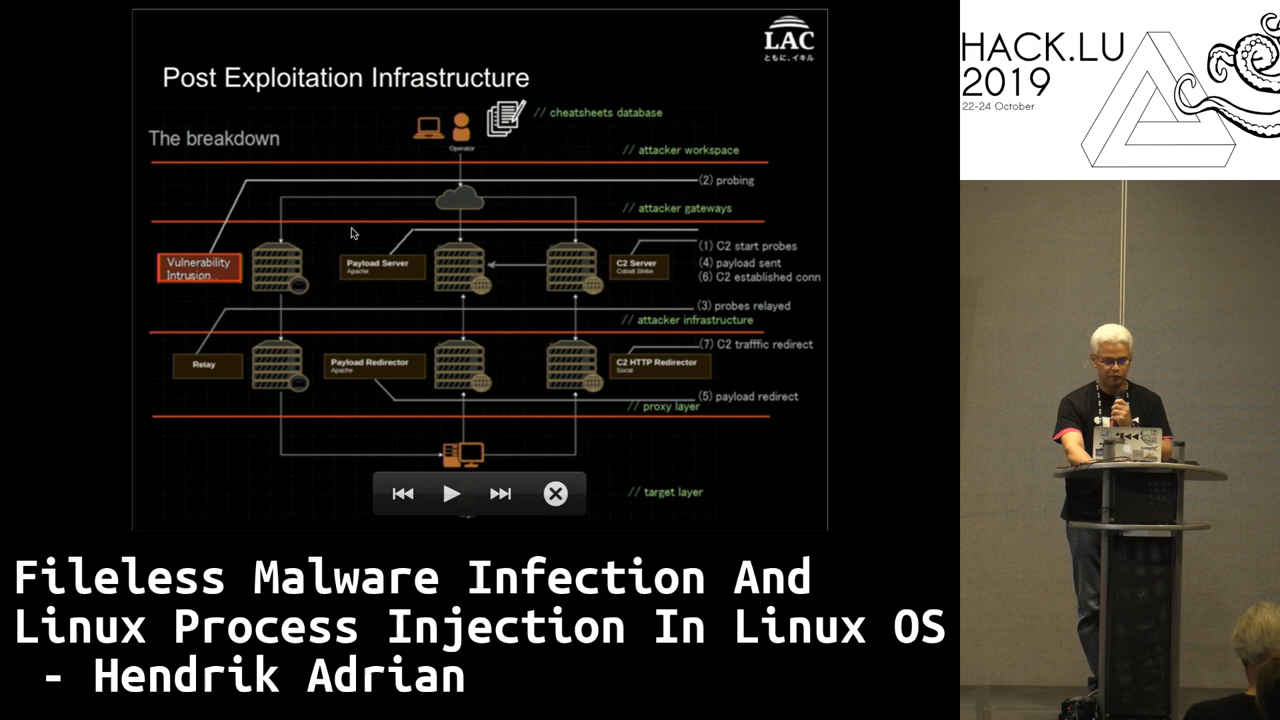 LAC
ともに、イキル
Post Exploitation Infrastructure
The breakdown
// cheatsheets database
Operator
// attacker workspace
(2) probing
// attacker gateways
Vulnerability
Intrusion..
Payload Server
Apache
C2 Server
Cobalt Strike
(1) C2 start probes
(4) payload sent
(6) C2 established conn
(3) probes relayed
// attacker infrastructure
(7) C2 trafffic redirect
Relay
Payload Redirector
Apache
C2 HTTP Redirector
Socat
(5) payload redirect
// proxy layer
// target layer
HACK.LU
2019
22-24 October
Fileless Malware Infection And
Linux Process Injection In Linux OS
- Hendrik Adrian